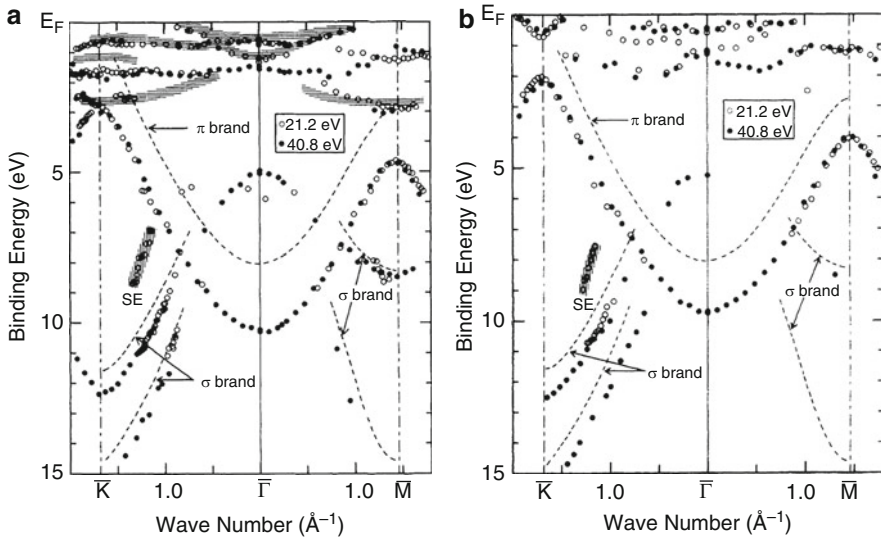 a
E_F
5
10
15
Binding Energy (eV)
π brand
21.2 eV
40.8 eV
SE
σ brand
σ brand
K̅
1.0
Γ̅
1.0
M̅
Wave Number (Å⁻¹)
b
E_F
5
10
15
Binding Energy (eV)
π brand
21.2 eV
40.8 eV
SE
σ brand
σ brand
K̅
1.0
Γ̅
1.0
M̅
Wave Number (Å⁻¹)